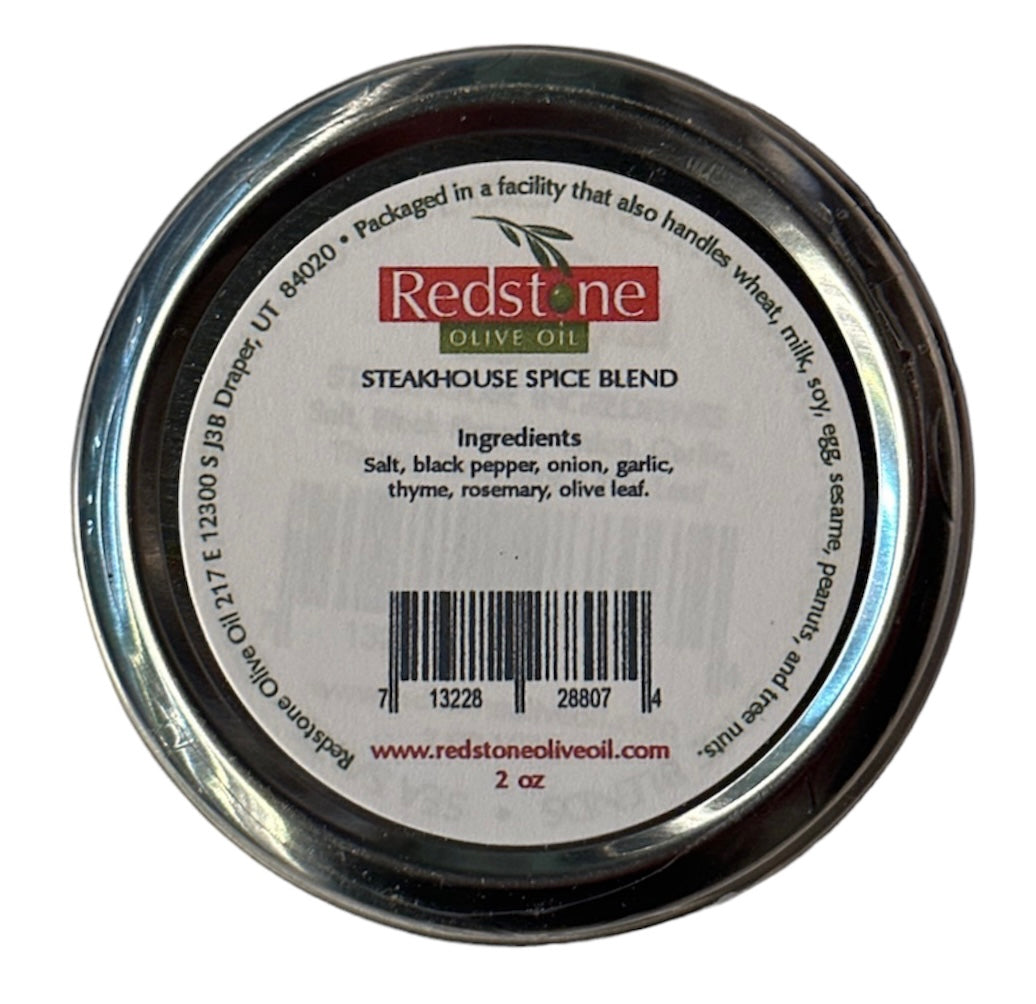 Redstone Olive Oil 217 E 12300 S J3B Draper, UT 84020 • Packaged in a facility that also handles wheat, milk, soy, egg, sesame, peanuts, and tree nuts.
Redstone
OLIVE OIL
STEAKHOUSE SPICE BLEND
Ingredients
Salt, black pepper, onion, garlic,
thyme, rosemary, olive leaf.
7 13228 28807 4
www.redstoneoliveoil.com
2 oz